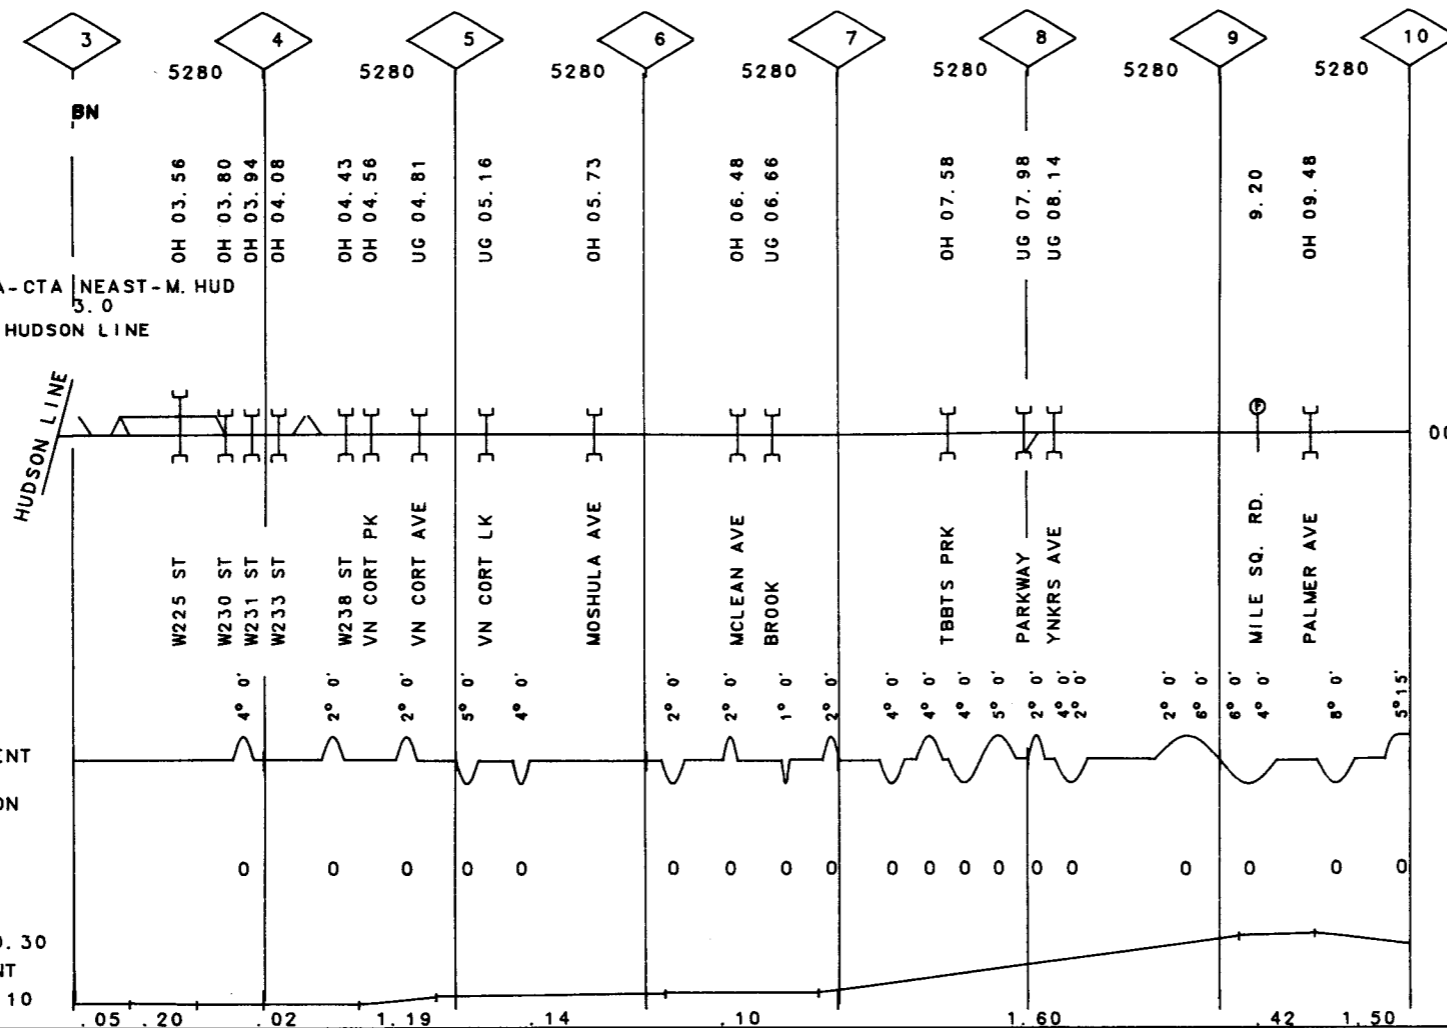 3 4 5 6 7 8 9 10
5280 5280 5280 5280 5280 5280 5280
BN
OH 03.56
OH 03.80
OH 03.94
OH 04.08
OH 04.43
OH 04.56
UG 04.81
UG 05.16
OH 05.73
OH 06.48
UG 06.66
OH 07.58
UG 07.98
UG 08.14
9.20
OH 09.48
A-CTA NEAST-M. HUD
3.0
HUDSON LINE
HUDSON LINE
P
00
W225 ST
W230 ST
W231 ST
W233 ST
W238 ST
VN CORT PK
VN CORT AVE
VN CORT LK
MOSHULA AVE
MCLEAN AVE
BROOK
TBBTS PRK
PARKWAY
YNKRS AVE
MILE SQ. RD.
PALMER AVE
4° 0'
2° 0'
2° 0'
5° 0'
4° 0'
2° 0'
2° 0'
1° 0'
2° 0'
4° 0'
4° 0'
4° 0'
5° 0'
2° 0'
4° 0'
2° 0'
2° 0'
6° 0'
6° 0'
4° 0'
8° 0'
5° 15'
ENT
ON
0 0 0 0 0 0 0 0 0 0 0 0 0 0 0 0 0 0 0
0.30
NT
10
.05 .20 .02 1.19 .14 .10 1.60 .42 1.50